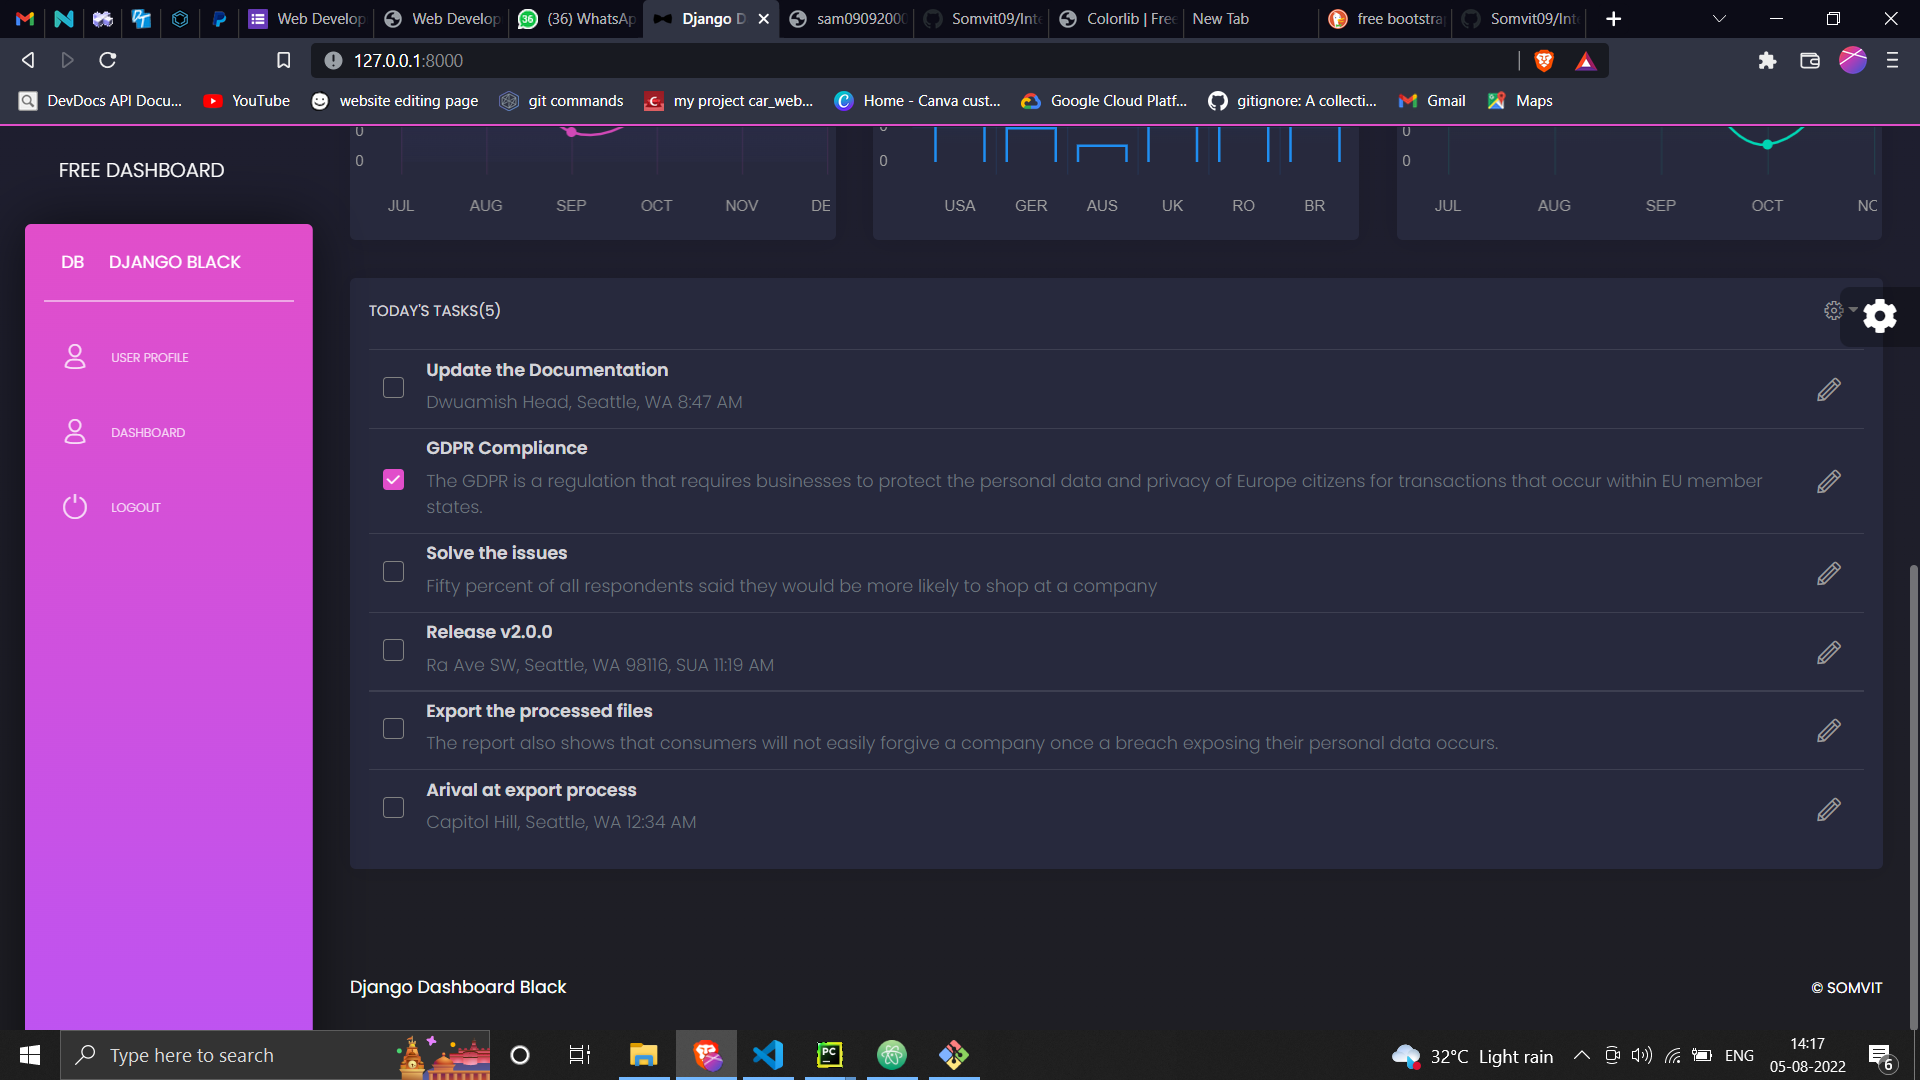 Web Develop
Web Develop
(36) WhatsAp
Django D
sam09092000
Somvit09/Inte
Colorlib | Free
New Tab
free bootstra
Somvit09/Int
127.0.0.1:8000
DevDocs API Docu...
YouTube
website editing page
git commands
my project car_web...
Home - Canva cust...
Google Cloud Platf...
gitignore: A collecti...
Gmail
Maps
FREE DASHBOARD
DB DJANGO BLACK
USER PROFILE
DASHBOARD
LOGOUT
0
0
JUL AUG SEP OCT NOV DE
0
0
USA GER AUS UK RO BR
0
0
JUL AUG SEP OCT NO
TODAY'S TASKS(5)
Update the Documentation
Dwuamish Head, Seattle, WA 8:47 AM
GDPR Compliance
The GDPR is a regulation that requires businesses to protect the personal data and privacy of Europe citizens for transactions that occur within EU member
states.
Solve the issues
Fifty percent of all respondents said they would be more likely to shop at a company
Release v2.0.0
Ra Ave SW, Seattle, WA 98116, SUA 11:19 AM
Export the processed files
The report also shows that consumers will not easily forgive a company once a breach exposing their personal data occurs.
Arival at export process
Capitol Hill, Seattle, WA 12:34 AM
Django Dashboard Black
© SOMVIT
Type here to search
32°C Light rain
ENG
14:17
05-08-2022
6